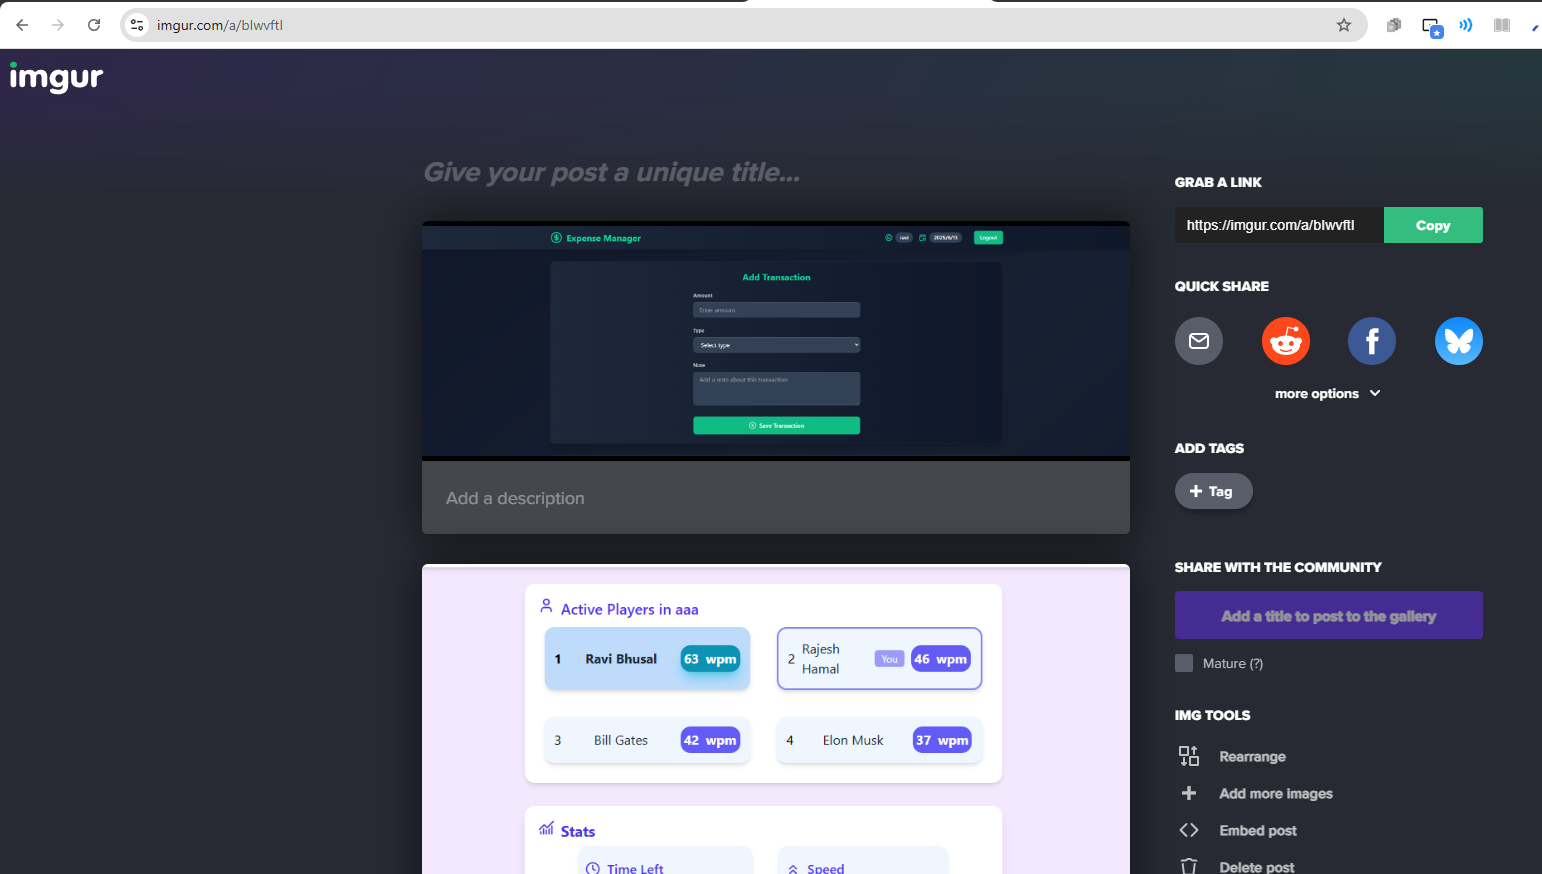 imgur.com/a/blwvftl
imgur
Give your post a unique title...
Expense Manager
ravi
2025/6/13
Logout
Add Transaction
Amount
Enter amount
Type
Select type
Note
Add a note about this transaction
Save Transaction
Add a description
Active Players in aaa
1 Ravi Bhusal 63 wpm
2 Rajesh Hamal You 46 wpm
3 Bill Gates 42 wpm
4 Elon Musk 37 wpm
Stats
Time Left
Speed
GRAB A LINK
https://imgur.com/a/blwvftl
Copy
QUICK SHARE
more options
ADD TAGS
+ Tag
SHARE WITH THE COMMUNITY
Add a title to post to the gallery
Mature (?)
IMG TOOLS
Rearrange
Add more images
Embed post
Delete post